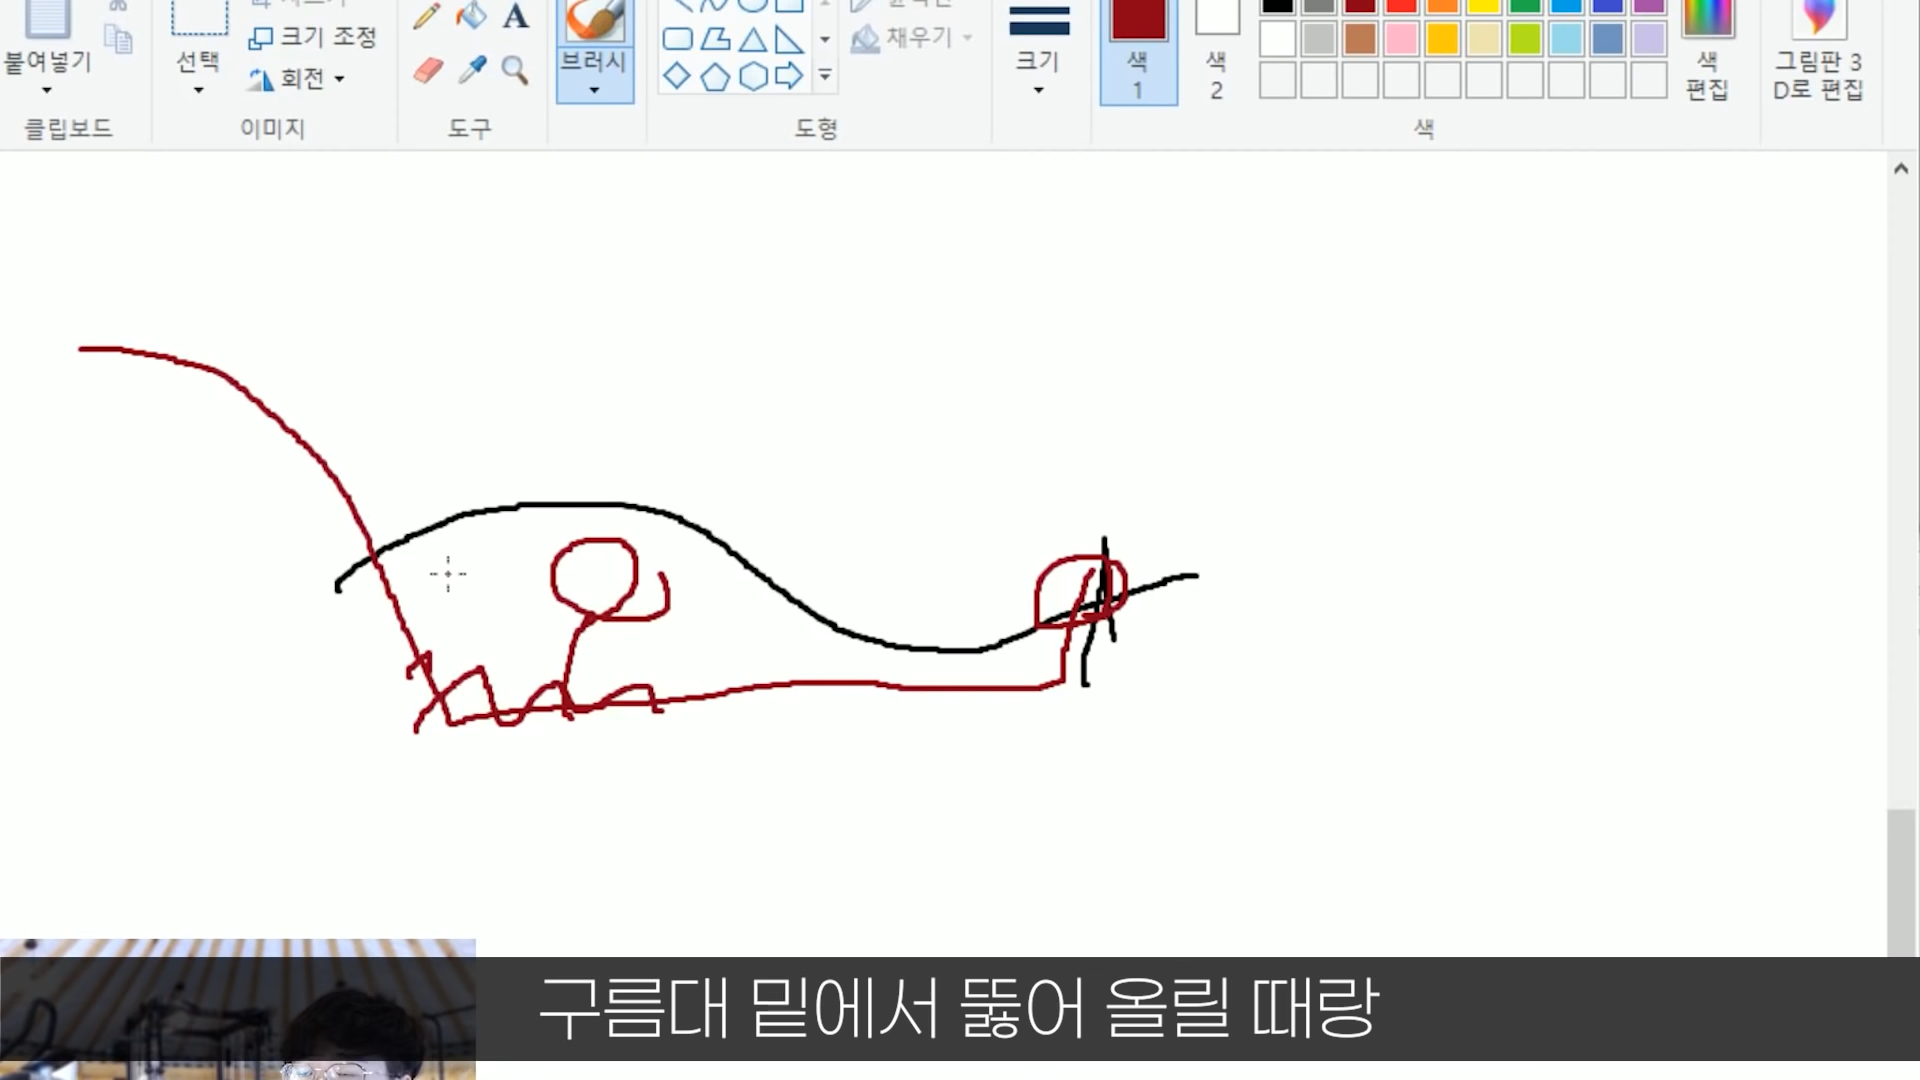 붙여넣기
선택
크기 조정
회전
A
브러시
채우기
크기
색
1
색
2
색
편집
그림판 3
D로 편집
클립보드
이미지
도구
도형
색
구름대 밑에서 뚫어 올릴 때랑